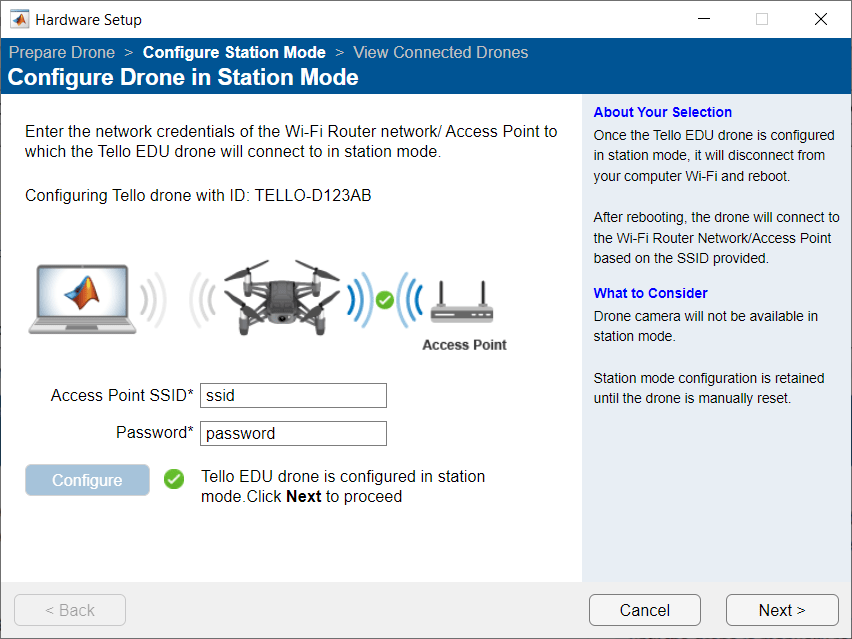 Hardware Setup
Prepare Drone > Configure Station Mode > View Connected Drones
Configure Drone in Station Mode
Enter the network credentials of the Wi-Fi Router network/ Access Point to
which the Tello EDU drone will connect to in station mode.
Configuring Tello drone with ID: TELLO-D123AB
Access Point
Access Point SSID* ssid
Password* password
Configure
Tello EDU drone is configured in station
mode.Click Next to proceed
About Your Selection
Once the Tello EDU drone is configured
in station mode, it will disconnect from
your computer Wi-Fi and reboot.
After rebooting, the drone will connect to
the Wi-Fi Router Network/Access Point
based on the SSID provided.
What to Consider
Drone camera will not be available in
station mode.
Station mode configuration is retained
until the drone is manually reset.
< Back
Cancel
Next >